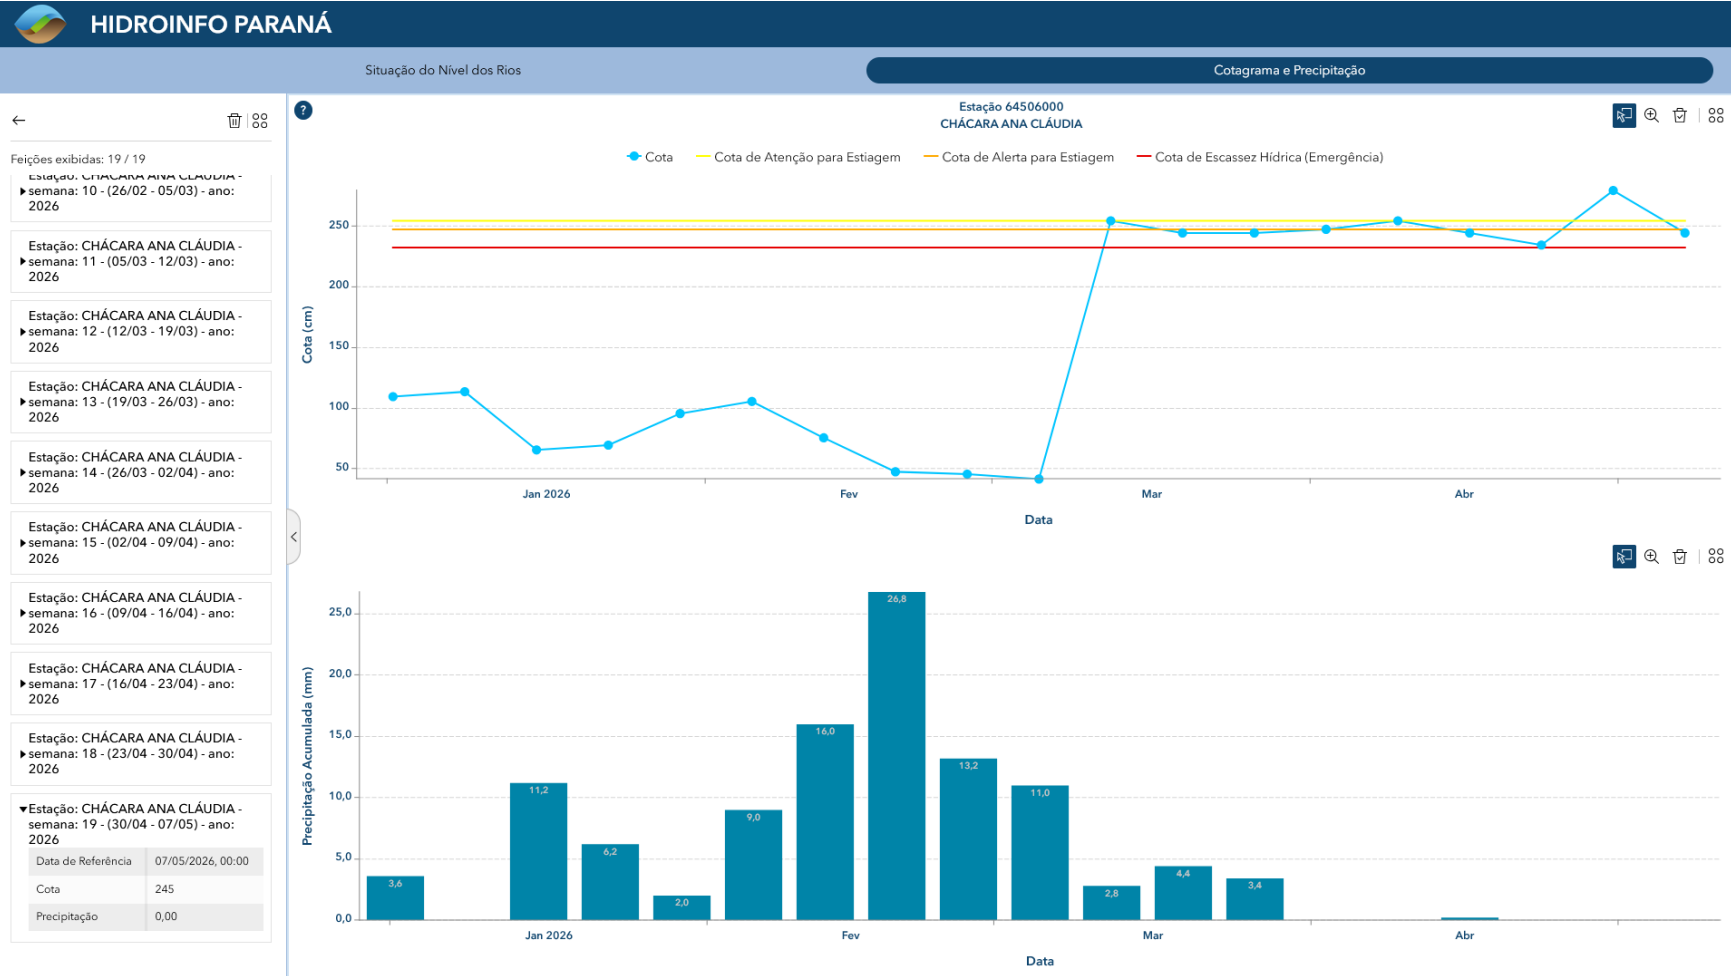 HIDROINFO PARANÁ
Situação do Nível dos Rios
Cotagrama e Precipitação
Feições exibidas: 19 / 19
Estação: CHÁCARA ANA CLÁUDIA -
semana: 10 - (26/02 - 05/03) - ano:
2026
Estação: CHÁCARA ANA CLÁUDIA -
semana: 11 - (05/03 - 12/03) - ano:
2026
Estação: CHÁCARA ANA CLÁUDIA -
semana: 12 - (12/03 - 19/03) - ano:
2026
Estação: CHÁCARA ANA CLÁUDIA -
semana: 13 - (19/03 - 26/03) - ano:
2026
Estação: CHÁCARA ANA CLÁUDIA -
semana: 14 - (26/03 - 02/04) - ano:
2026
Estação: CHÁCARA ANA CLÁUDIA -
semana: 15 - (02/04 - 09/04) - ano:
2026
Estação: CHÁCARA ANA CLÁUDIA -
semana: 16 - (09/04 - 16/04) - ano:
2026
Estação: CHÁCARA ANA CLÁUDIA -
semana: 17 - (16/04 - 23/04) - ano:
2026
Estação: CHÁCARA ANA CLÁUDIA -
semana: 18 - (23/04 - 30/04) - ano:
2026
Estação: CHÁCARA ANA CLÁUDIA -
semana: 19 - (30/04 - 07/05) - ano:
2026
Data de Referência 07/05/2026, 00:00
Cota 245
Precipitação 0,00
?
Estação 64506000
CHÁCARA ANA CLÁUDIA
Cota
Cota de Atenção para Estiagem
Cota de Alerta para Estiagem
Cota de Escassez Hídrica (Emergência)
Cota (cm)
250
200
150
100
50
Jan 2026
Fev
Mar
Abr
Data
Precipitação Acumulada (mm)
25,0
20,0
15,0
10,0
5,0
0,0
3,6
11,2
6,2
2,0
9,0
16,0
26,8
13,2
11,0
2,8
4,4
3,4
Jan 2026
Fev
Mar
Abr
Data